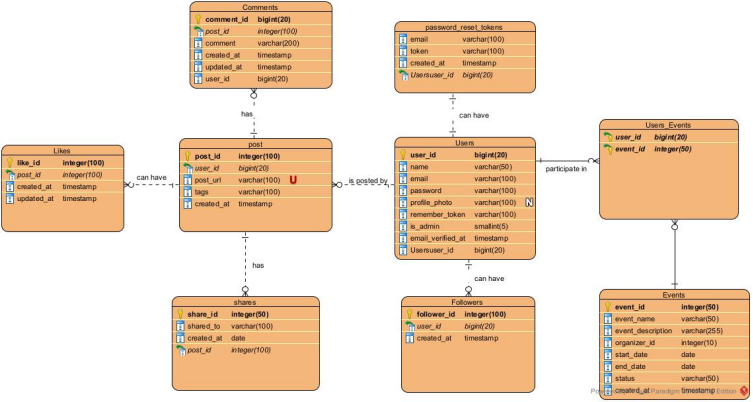 Comments
comment_id bigint(20)
post_id integer(100)
comment varchar(200)
created_at timestamp
updated_at timestamp
user_id bigint(20)
password_reset_tokens
email varchar(100)
token varchar(100)
created_at timestamp
Usersuser_id bigint(20)
has
can have
Likes
like_id integer(100)
post_id integer(100)
created_at timestamp
updated_at timestamp
can have
post
post_id integer(100)
user_id bigint(20)
post_url varchar(100) U
tags varchar(100)
created_at timestamp
is posted by
Users
user_id bigint(20)
name varchar(50)
email varchar(100)
password varchar(100)
profile_photo varchar(100) N
remember_token varchar(100)
is_admin smallint(5)
email_verified_at timestamp
Usersuser_id bigint(20)
participate in
Users_Events
user_id bigint(20)
event_id integer(50)
has
can have
shares
share_id integer(50)
shared_to varchar(100)
created_at date
post_id integer(100)
Followers
follower_id integer(100)
user_id bigint(20)
created_at timestamp
Events
event_id integer(50)
event_name varchar(50)
event_description varchar(255)
organizer_id integer(10)
start_date date
end_date date
status varchar(50)
created_at timestamp
Paradigm Edition